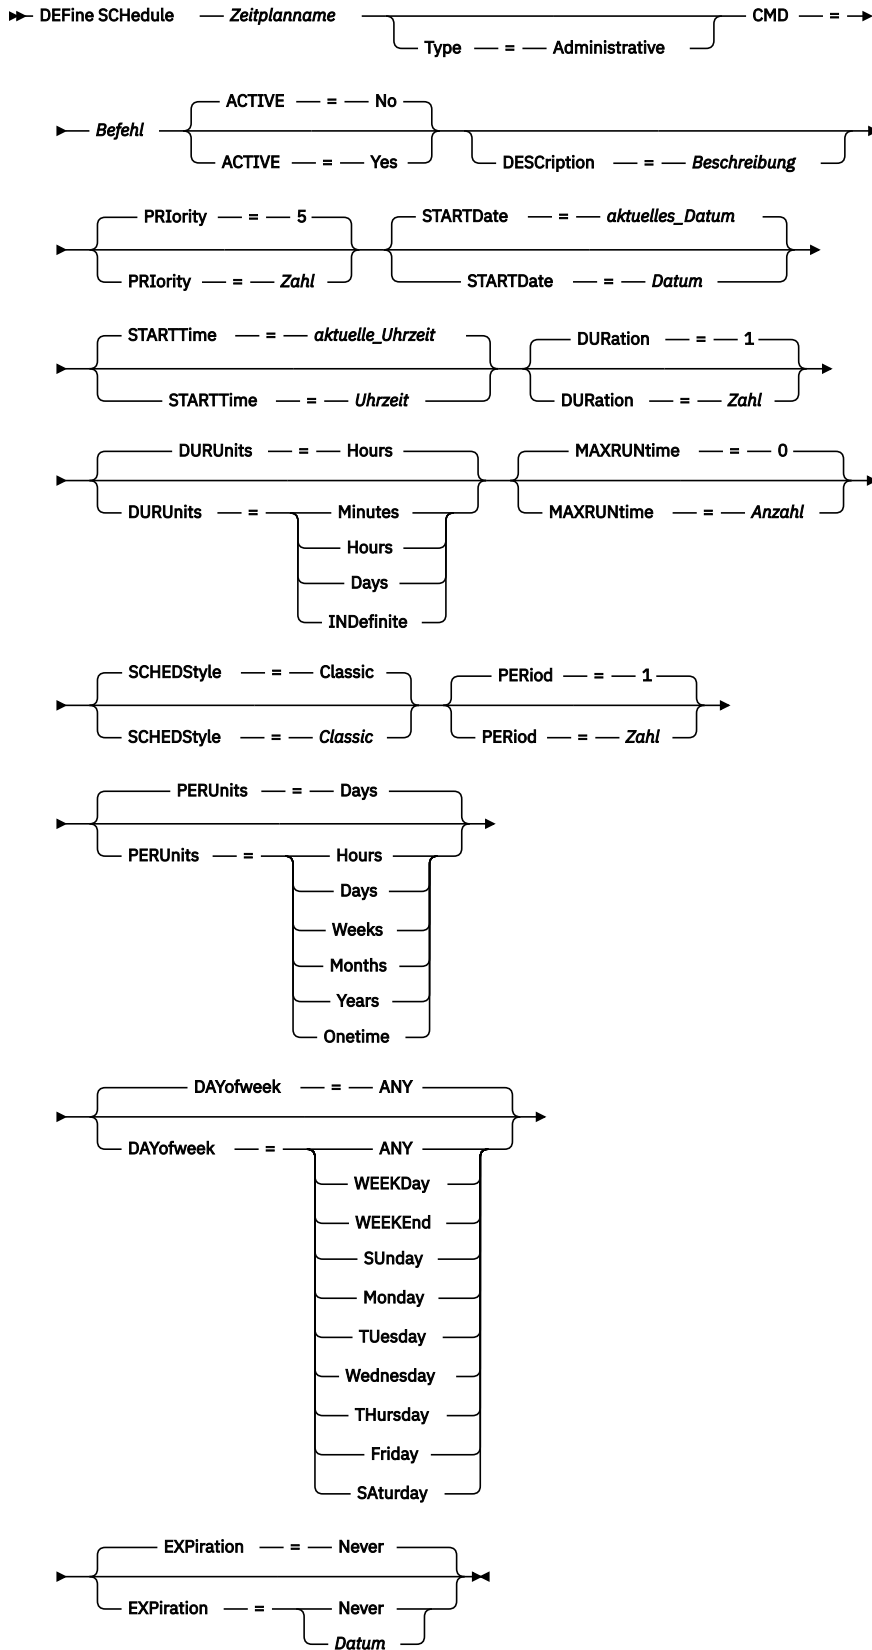 DEFine SCHedule Zeitplanname CMD =
Type = Administrative
ACTIVE = No
Befehl
ACTIVE = Yes
DESCription = Beschreibung
PRIority = 5
STARTDate = aktuelles_Datum
PRIority = Zahl
STARTDate = Datum
STARTTime = aktuelle_Uhrzeit
DURation = 1
STARTTime = Uhrzeit
DURation = Zahl
DURUnits = Hours
MAXRUNtime = 0
DURUnits = Minutes
MAXRUNtime = Anzahl
Hours
Days
INDefinite
SCHEDStyle = Classic
PERiod = 1
SCHEDStyle = Classic
PERiod = Zahl
PERUnits = Days
PERUnits = Hours
Days
Weeks
Months
Years
Onetime
DAYofweek = ANY
DAYofweek = ANY
WEEKDay
WEEKEnd
SUnday
Monday
TUesday
Wednesday
THursday
Friday
SAturday
EXPiration = Never
EXPiration = Never
Datum